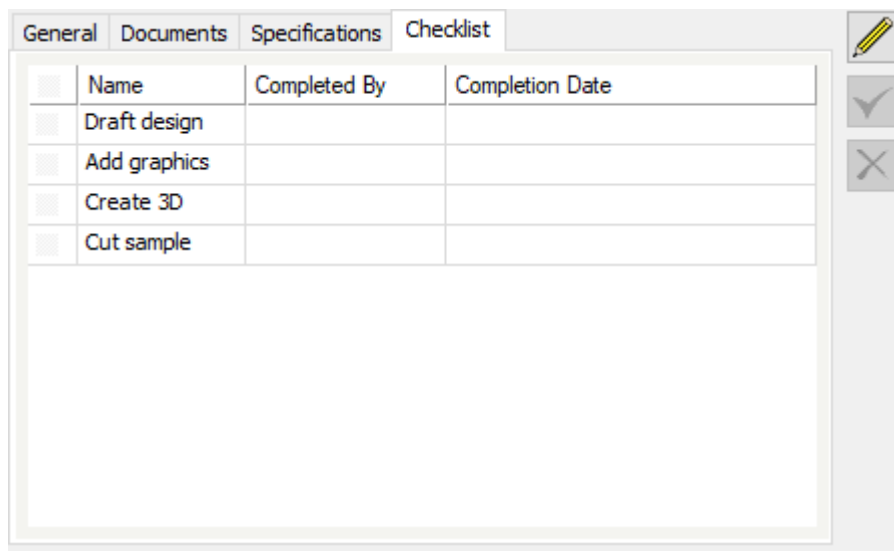 General Documents Specifications Checklist
Name Completed By Completion Date
Draft design
Add graphics
Create 3D
Cut sample